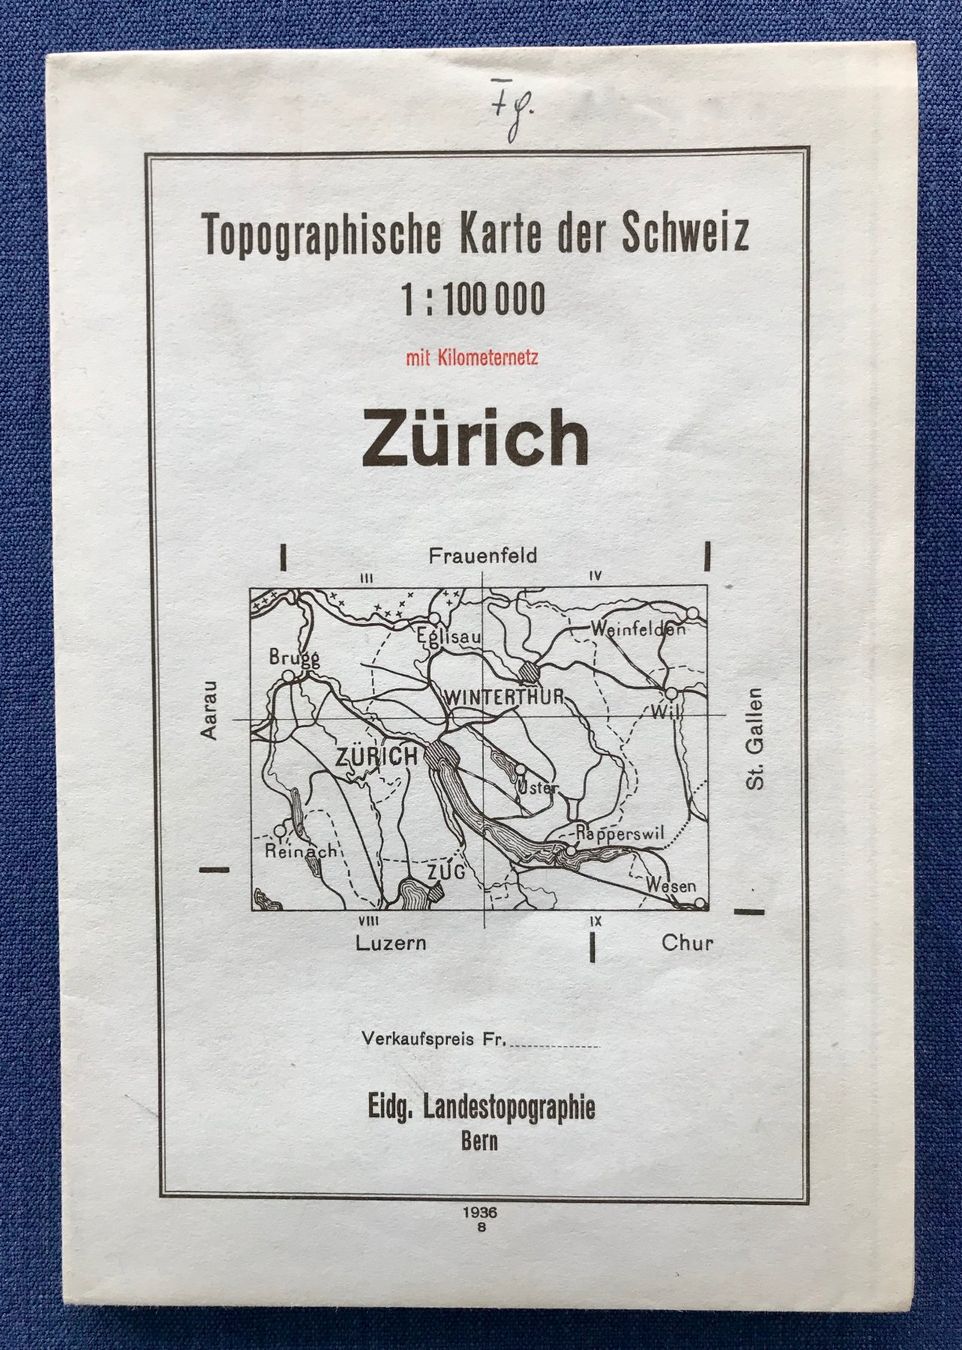 Fg.
Topographische Karte der Schweiz
1 : 100 000
mit Kilometernetz
Zürich
Frauenfeld
III IV
Eglisau Weinfelden
Brugg
Aarau
WINTERTHUR
Wil
St. Gallen
ZÜRICH
Uster
Rapperswil
Reinach
ZUG
Wesen
VIII IX
Luzern Chur
Verkaufspreis Fr.
Eidg. Landestopographie
Bern
1936
8